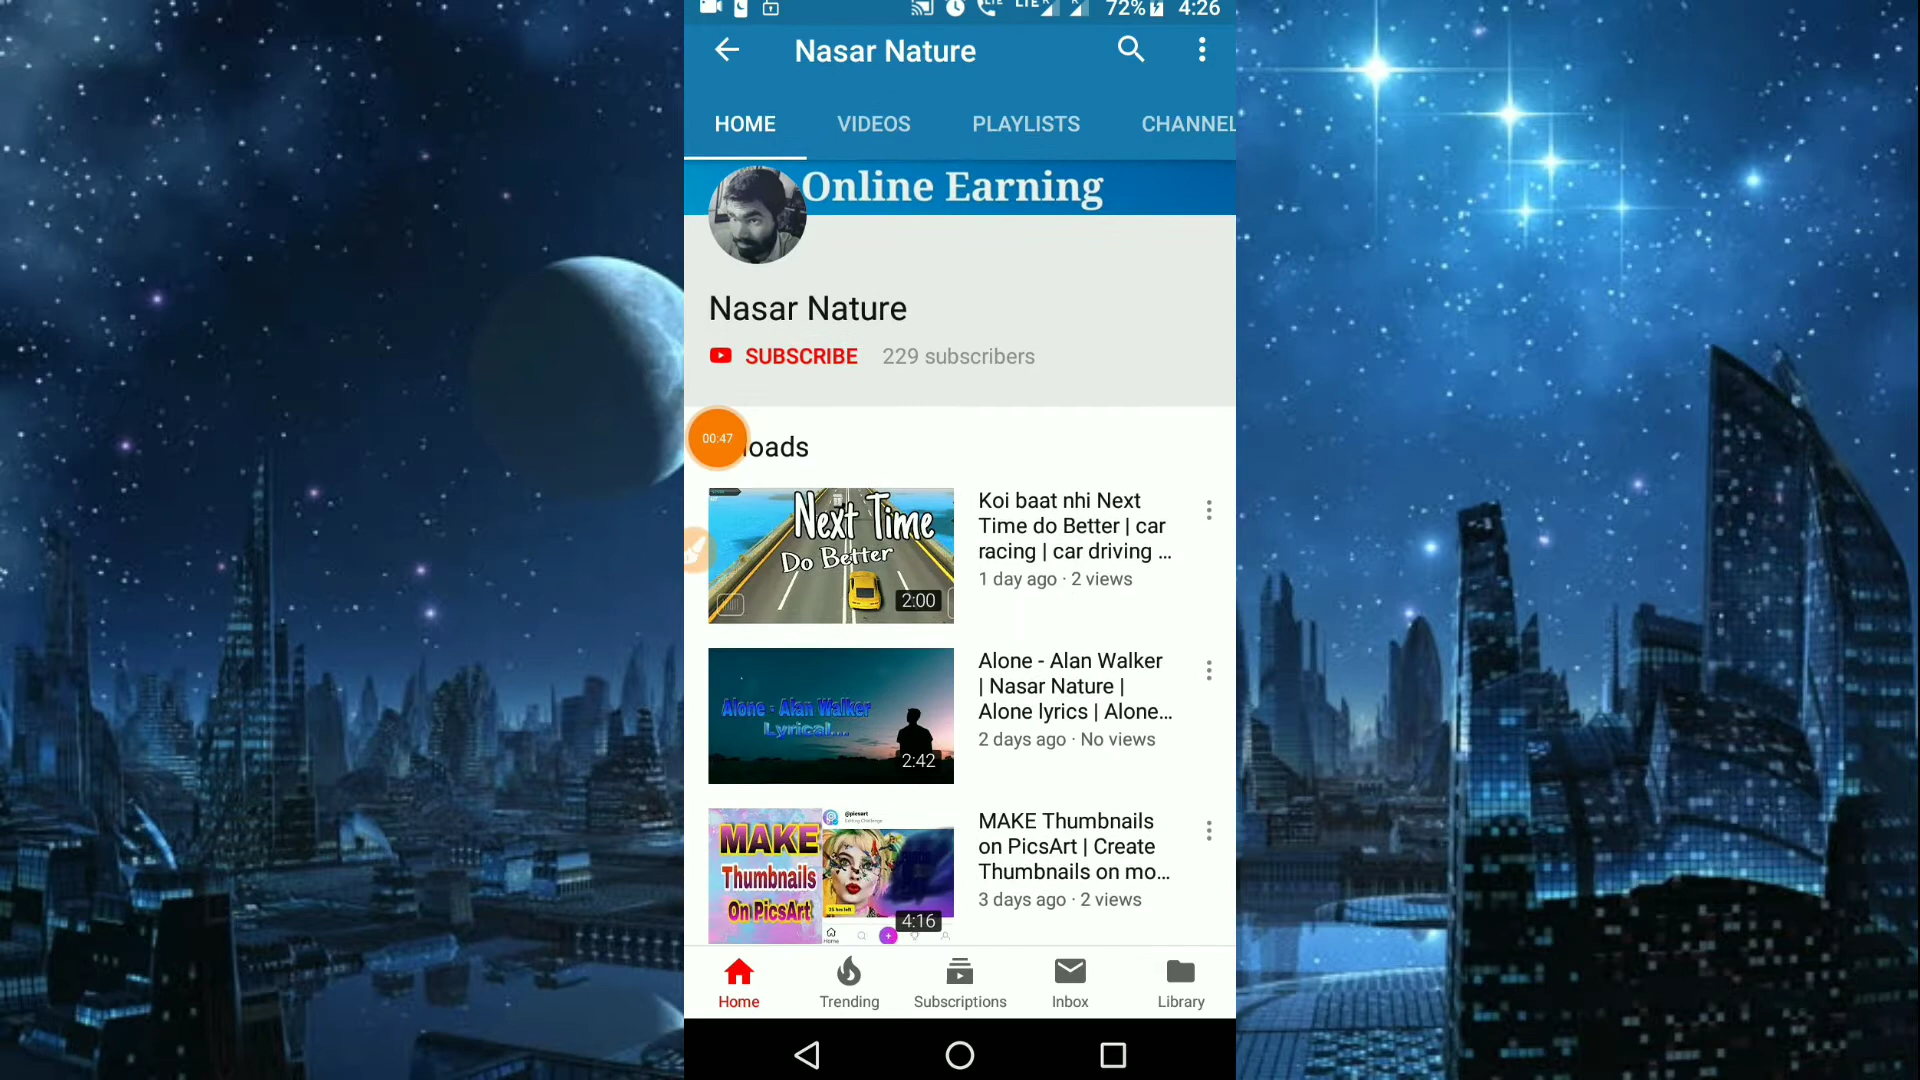 LTE LTE R R 72% 4:26
Nasar Nature
HOME VIDEOS PLAYLISTS CHANNEL
Online Earning
Nasar Nature
SUBSCRIBE 229 subscribers
00:47
loads
Next Time
Do Better
2:00
Koi baat nhi Next
Time do Better | car
racing | car driving ...
1 day ago · 2 views
Alone - Alan Walker
Lyrical....
2:42
Alone - Alan Walker
| Nasar Nature |
Alone lyrics | Alone...
2 days ago · No views
MAKE
Thumbnails
On PicsArt
@picsart
4:16
Home
MAKE Thumbnails
on PicsArt | Create
Thumbnails on mo...
3 days ago · 2 views
Home Trending Subscriptions Inbox Library